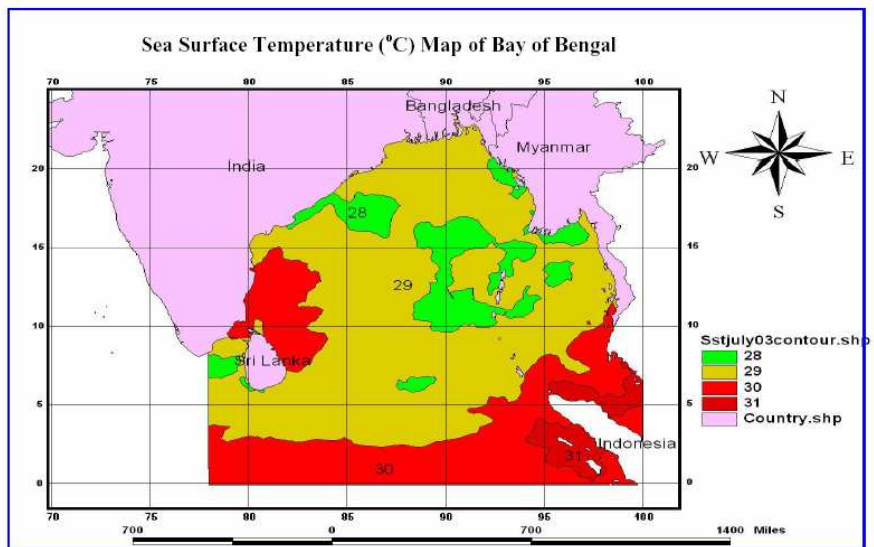 Sea Surface Temperature (°C) Map of Bay of Bengal
70 75 80 85 90 95 100
Bangladesh
Myanmar
India
20 20
28
15 15
29
10 10
Sri Lanka
5 5
Indonesia
31
30
0 0
70 75 80 85 90 95 100
N
W E
S
Sstjuly03contour.shp
28
29
30
31
Country.shp
700 0 700 1400 Miles